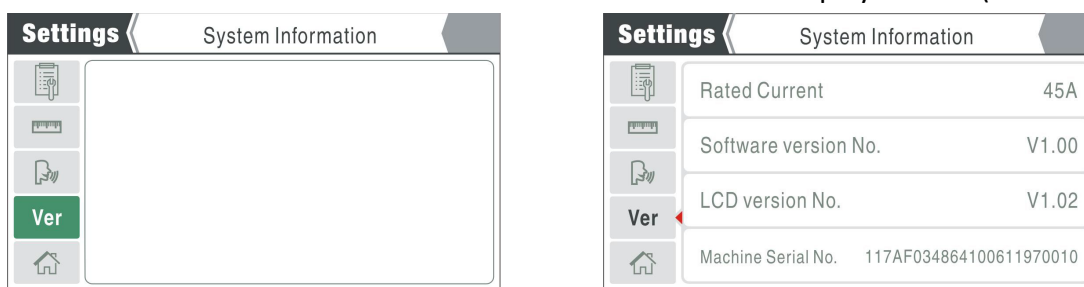 Settings System Information
Ver
Settings System Information
Rated Current 45A
Software version No. V1.00
LCD version No. V1.02
Ver
Machine Serial No. 117AF034864100611970010